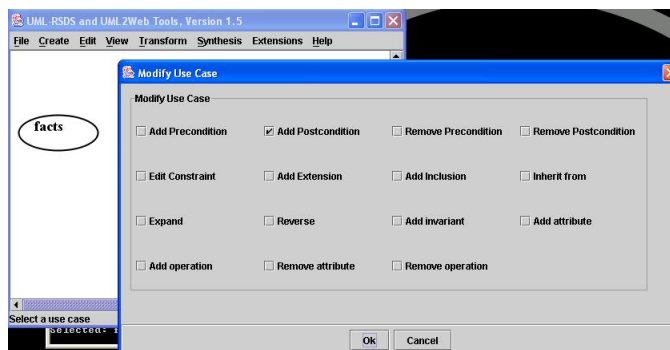 UML-RSDS and UML2Web Tools, Version 1.5
File Create Edit View Transform Synthesis Extensions Help
Modify Use Case
Modify Use Case
facts
Add Precondition Add Postcondition Remove Precondition Remove Postcondition
Edit Constraint Add Extension Add Inclusion Inherit from
Expand Reverse Add invariant Add attribute
Add operation Remove attribute Remove operation
Select a use case
Selected:
Ok Cancel